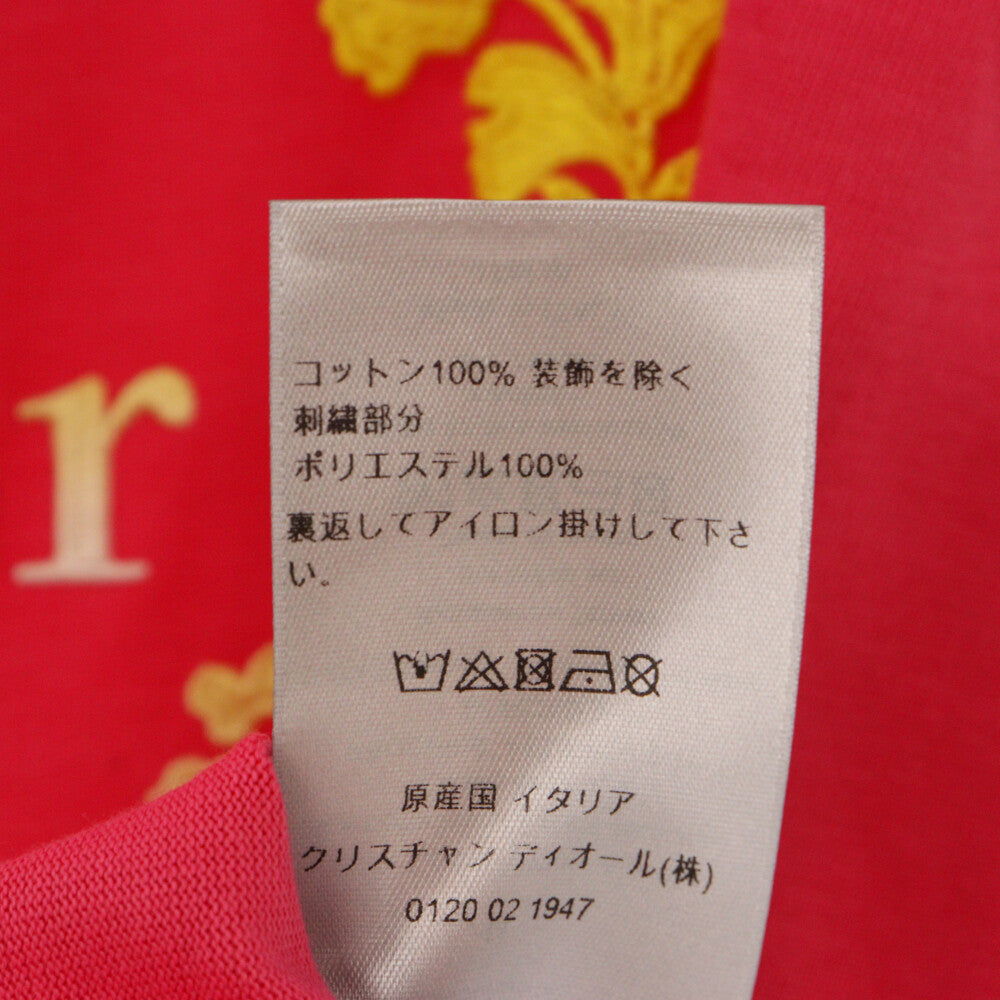 r
コットン100% 装飾を除く
刺繍部分
ポリエステル100%
裏返してアイロン掛けして下さ
い。
原産国 イタリア
クリスチャン ディオール(株)
0120 02 1947